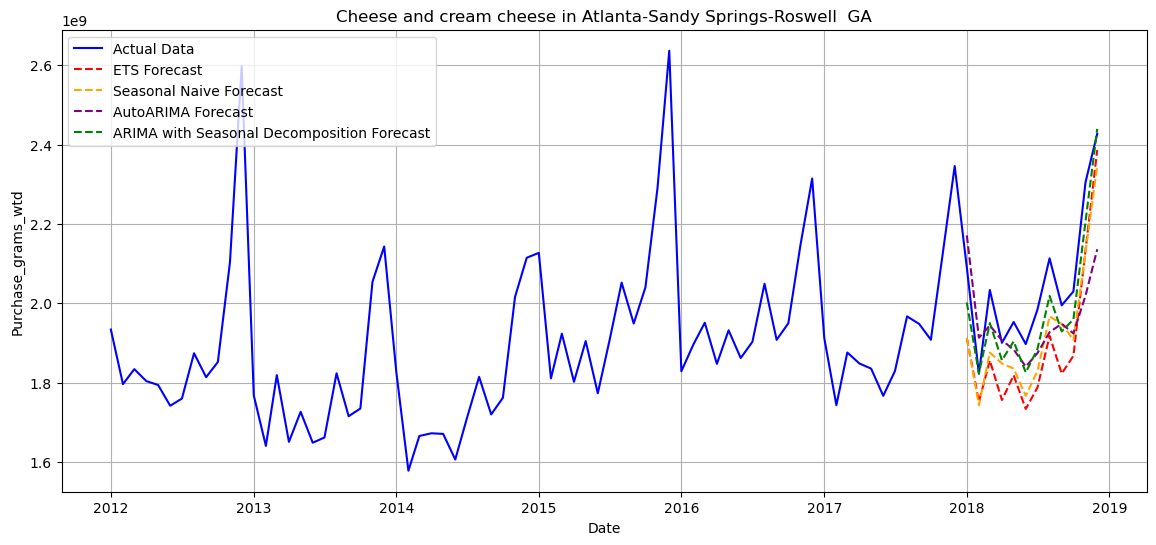 Cheese and cream cheese in Atlanta-Sandy Springs-Roswell  GA
1e9
Actual Data
ETS Forecast
Seasonal Naive Forecast
AutoARIMA Forecast
ARIMA with Seasonal Decomposition Forecast
2.6
2.4
2.2
2.0
1.8
1.6
Purchase_grams_wtd
2012 2013 2014 2015 2016 2017 2018 2019
Date